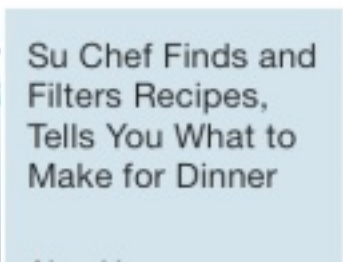 Su Chef Finds and
Filters Recipes,
Tells You What to
Make for Dinner